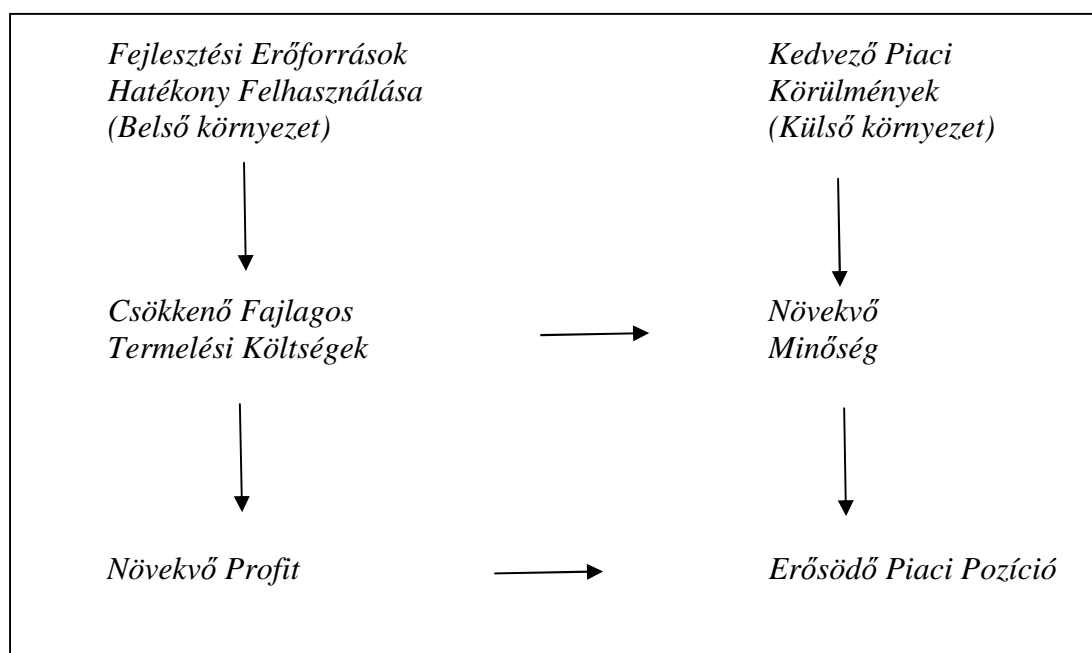 Fejlesztési Erőforrások
Hatékony Felhasználása
(Belső környezet)
Kedvező Piaci
Körülmények
(Külső környezet)
Csökkenő Fajlagos
Termelési Költségek
Növekvő
Minőség
Növekvő Profit
Erősödő Piaci Pozíció